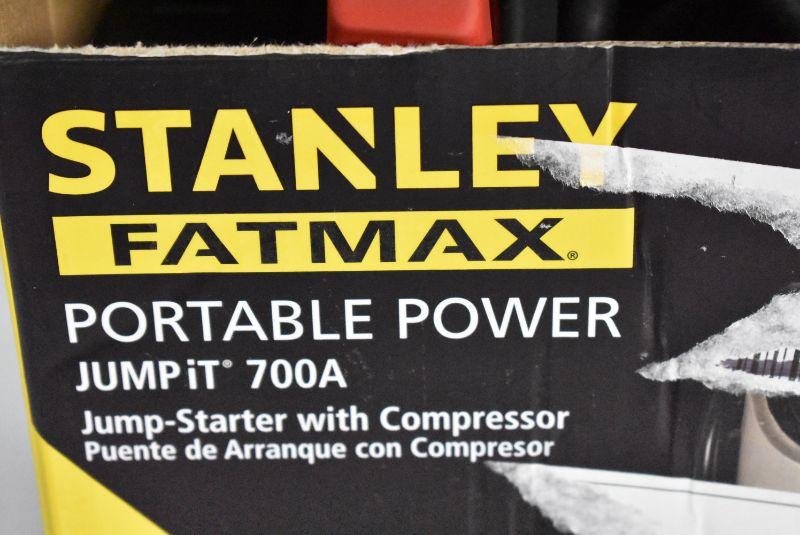 STANLEY
FATMAX®
PORTABLE POWER
JUMPiT® 700A
Jump-Starter with Compressor
Puente de Arranque con Compresor